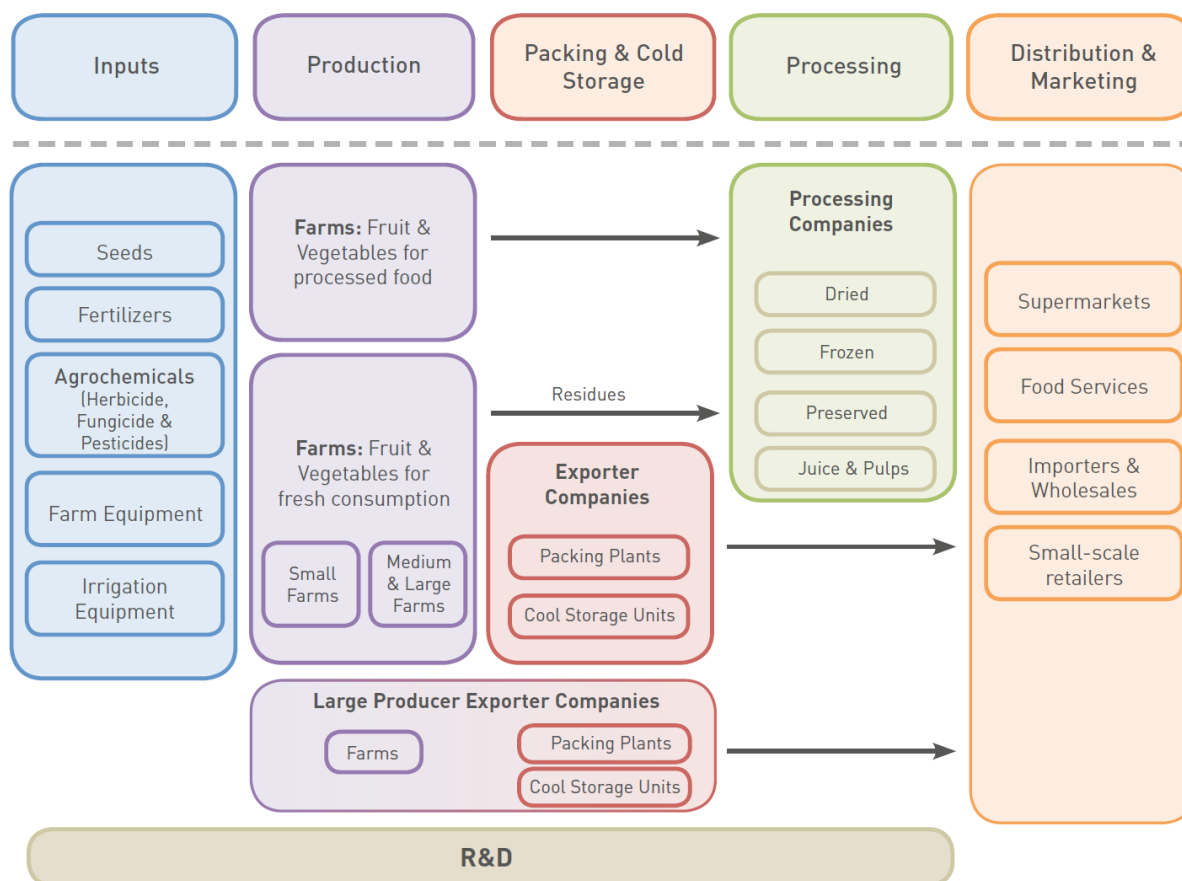 Inputs
Production
Packing & Cold
Storage
Processing
Distribution &
Marketing
Seeds
Fertilizers
Agrochemicals
(Herbicide,
Fungicide &
Pesticides)
Farm Equipment
Irrigation
Equipment
Farms: Fruit &
Vegetables for
processed food
Farms: Fruit &
Vegetables for
fresh consumption
Small
Farms
Medium
& Large
Farms
Residues
Exporter
Companies
Packing Plants
Cool Storage Units
Large Producer Exporter Companies
Farms
Packing Plants
Cool Storage Units
Processing
Companies
Dried
Frozen
Preserved
Juice & Pulps
Supermarkets
Food Services
Importers &
Wholesales
Small-scale
retailers
R&D